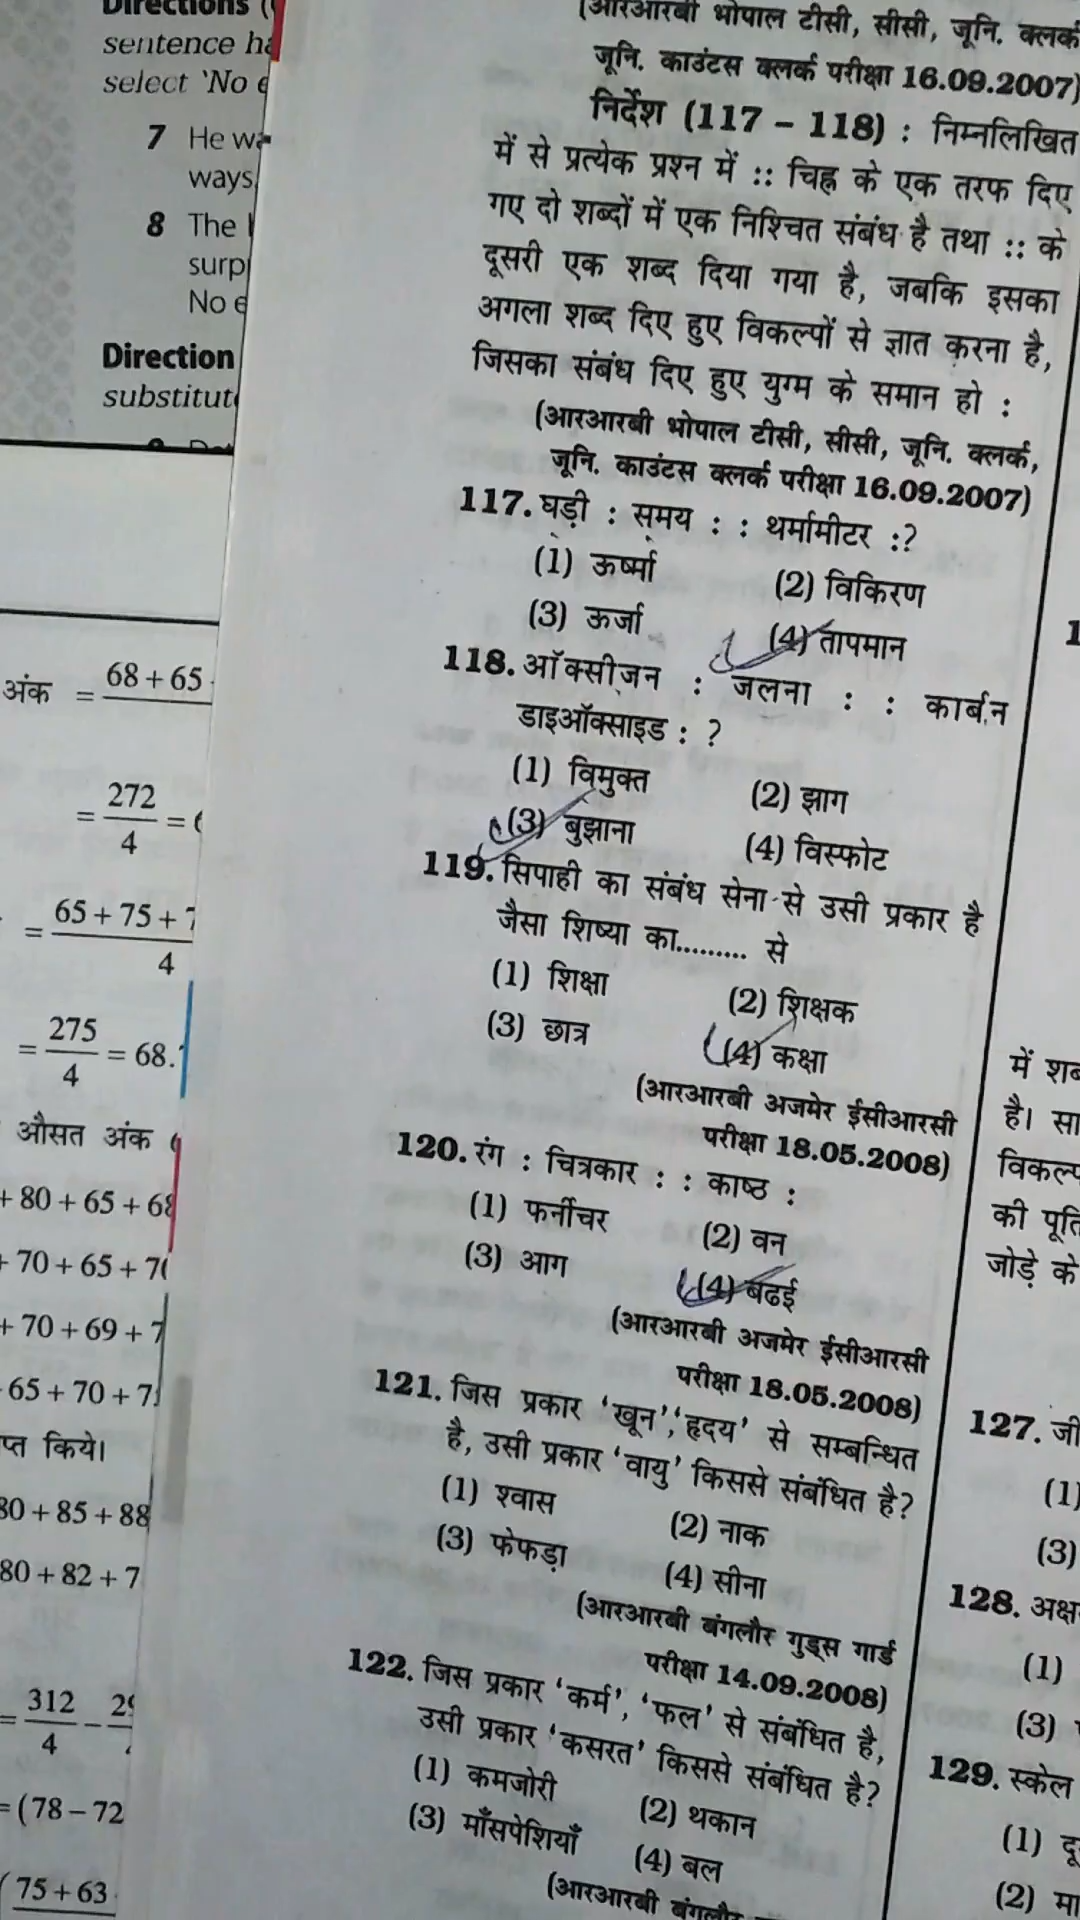 Directions (
sentence ha
select 'No e
7 He wa
ways,
8 The
surp
No e
Direction
substitut
अंक = 68 + 65
= 272/4 =
= 65 + 75 + 7/4
= 275/4 = 68.
औसत अंक
+ 80 + 65 + 68
+ 70 + 65 + 70
+ 70 + 69 + 7
65 + 70 + 7
प्त किये।
80 + 85 + 88
80 + 82 + 7
= 312/4 − 29
= (78 − 72
(75 + 63
(आरआरबी भोपाल टीसी, सीसी, जूनि. क्लर्क
जूनि. काउंटस क्लर्क परीक्षा 16.09.2007)
निर्देश (117 – 118) : निम्नलिखित
में से प्रत्येक प्रश्न में :: चिह्न के एक तरफ दिए
गए दो शब्दों में एक निश्चित संबंध है तथा :: के
दूसरी एक शब्द दिया गया है, जबकि इसका
अगला शब्द दिए हुए विकल्पों से ज्ञात करना है,
जिसका संबंध दिए हुए युग्म के समान हो :
(आरआरबी भोपाल टीसी, सीसी, जूनि. क्लर्क,
जूनि. काउंटस क्लर्क परीक्षा 16.09.2007)
117. घड़ी : समय : : थर्मामीटर :?
(1) ऊर्ष्मा (2) विकिरण
(3) ऊर्जा (4) तापमान
118. ऑक्सीजन : जलना : : कार्बन
डाइऑक्साइड : ?
(1) विमुक्त (2) झाग
(3) बुझाना (4) विस्फोट
119. सिपाही का संबंध सेना से उसी प्रकार है
जैसा शिष्या का......... से
(1) शिक्षा (2) शिक्षक
(3) छात्र (4) कक्षा
(आरआरबी अजमेर ईसीआरसी
परीक्षा 18.05.2008)
120. रंग : चित्रकार : : काष्ठ :
(1) फर्नीचर (2) वन
(3) आग (4) बढई
(आरआरबी अजमेर ईसीआरसी
परीक्षा 18.05.2008)
121. जिस प्रकार 'खून','हृदय' से सम्बन्धित
है, उसी प्रकार 'वायु' किससे संबंधित है?
(1) श्वास (2) नाक
(3) फेफड़ा (4) सीना
(आरआरबी बंगलौर गुड्स गार्ड
परीक्षा 14.09.2008)
122. जिस प्रकार 'कर्म', 'फल' से संबंधित है,
उसी प्रकार 'कसरत' किससे संबंधित है?
(1) कमजोरी (2) थकान
(3) माँसपेशियाँ (4) बल
(आरआरबी बंगलौर
में शब
है। सा
विकल्प
की पूर्ति
जोड़े के
127. जी
(1)
(3)
128. अक्ष
(1)
(3)
129. स्केल
(1) दू
(2) मा